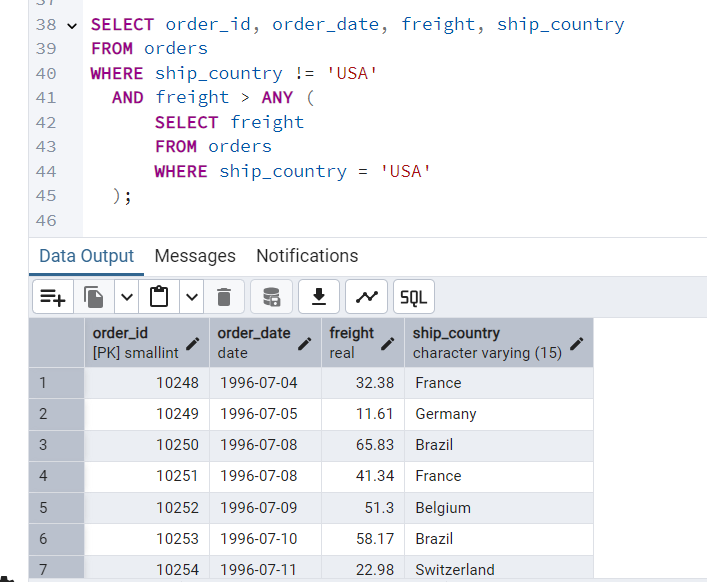 37
38 SELECT order_id, order_date, freight, ship_country
39 FROM orders
40 WHERE ship_country != 'USA'
41 AND freight > ANY (
42 SELECT freight
43 FROM orders
44 WHERE ship_country = 'USA'
45 );
46
Data Output Messages Notifications
SQL
order_id order_date freight ship_country
[PK] smallint date real character varying (15)
1 10248 1996-07-04 32.38 France
2 10249 1996-07-05 11.61 Germany
3 10250 1996-07-08 65.83 Brazil
4 10251 1996-07-08 41.34 France
5 10252 1996-07-09 51.3 Belgium
6 10253 1996-07-10 58.17 Brazil
7 10254 1996-07-11 22.98 Switzerland